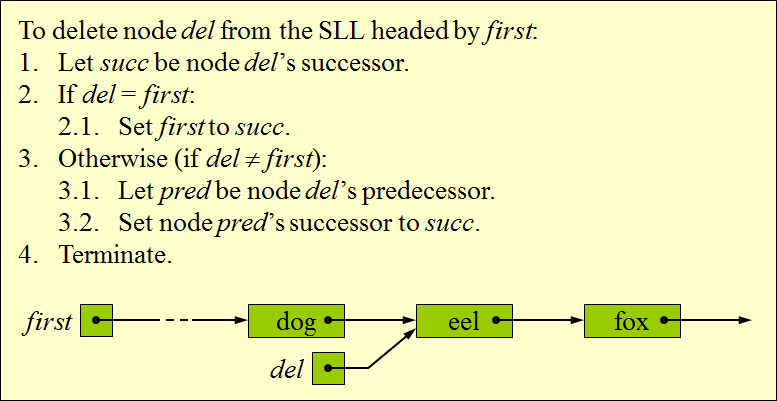 To delete node del from the SLL headed by first:
1. Let succ be node del’s successor.
2. If del = first:
2.1. Set first to succ.
3. Otherwise (if del ≠ first):
3.1. Let pred be node del’s predecessor.
3.2. Set node pred’s successor to succ.
4. Terminate.
first dog eel fox
del